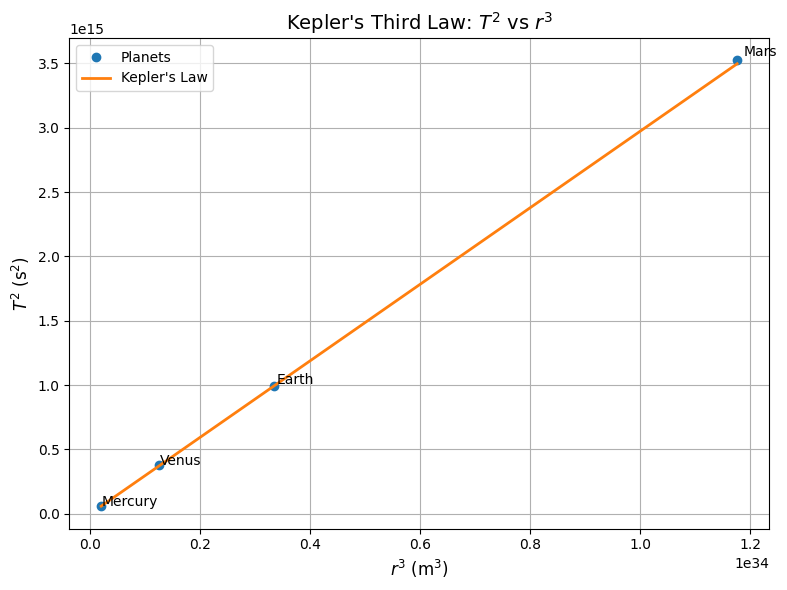 Kepler's Third Law: T² vs r³
1e15
Planets
Kepler's Law
Mars
Earth
Venus
Mercury
3.5
3.0
2.5
2.0
1.5
1.0
0.5
0.0
T² (s²)
0.0 0.2 0.4 0.6 0.8 1.0 1.2
1e34
r³ (m³)